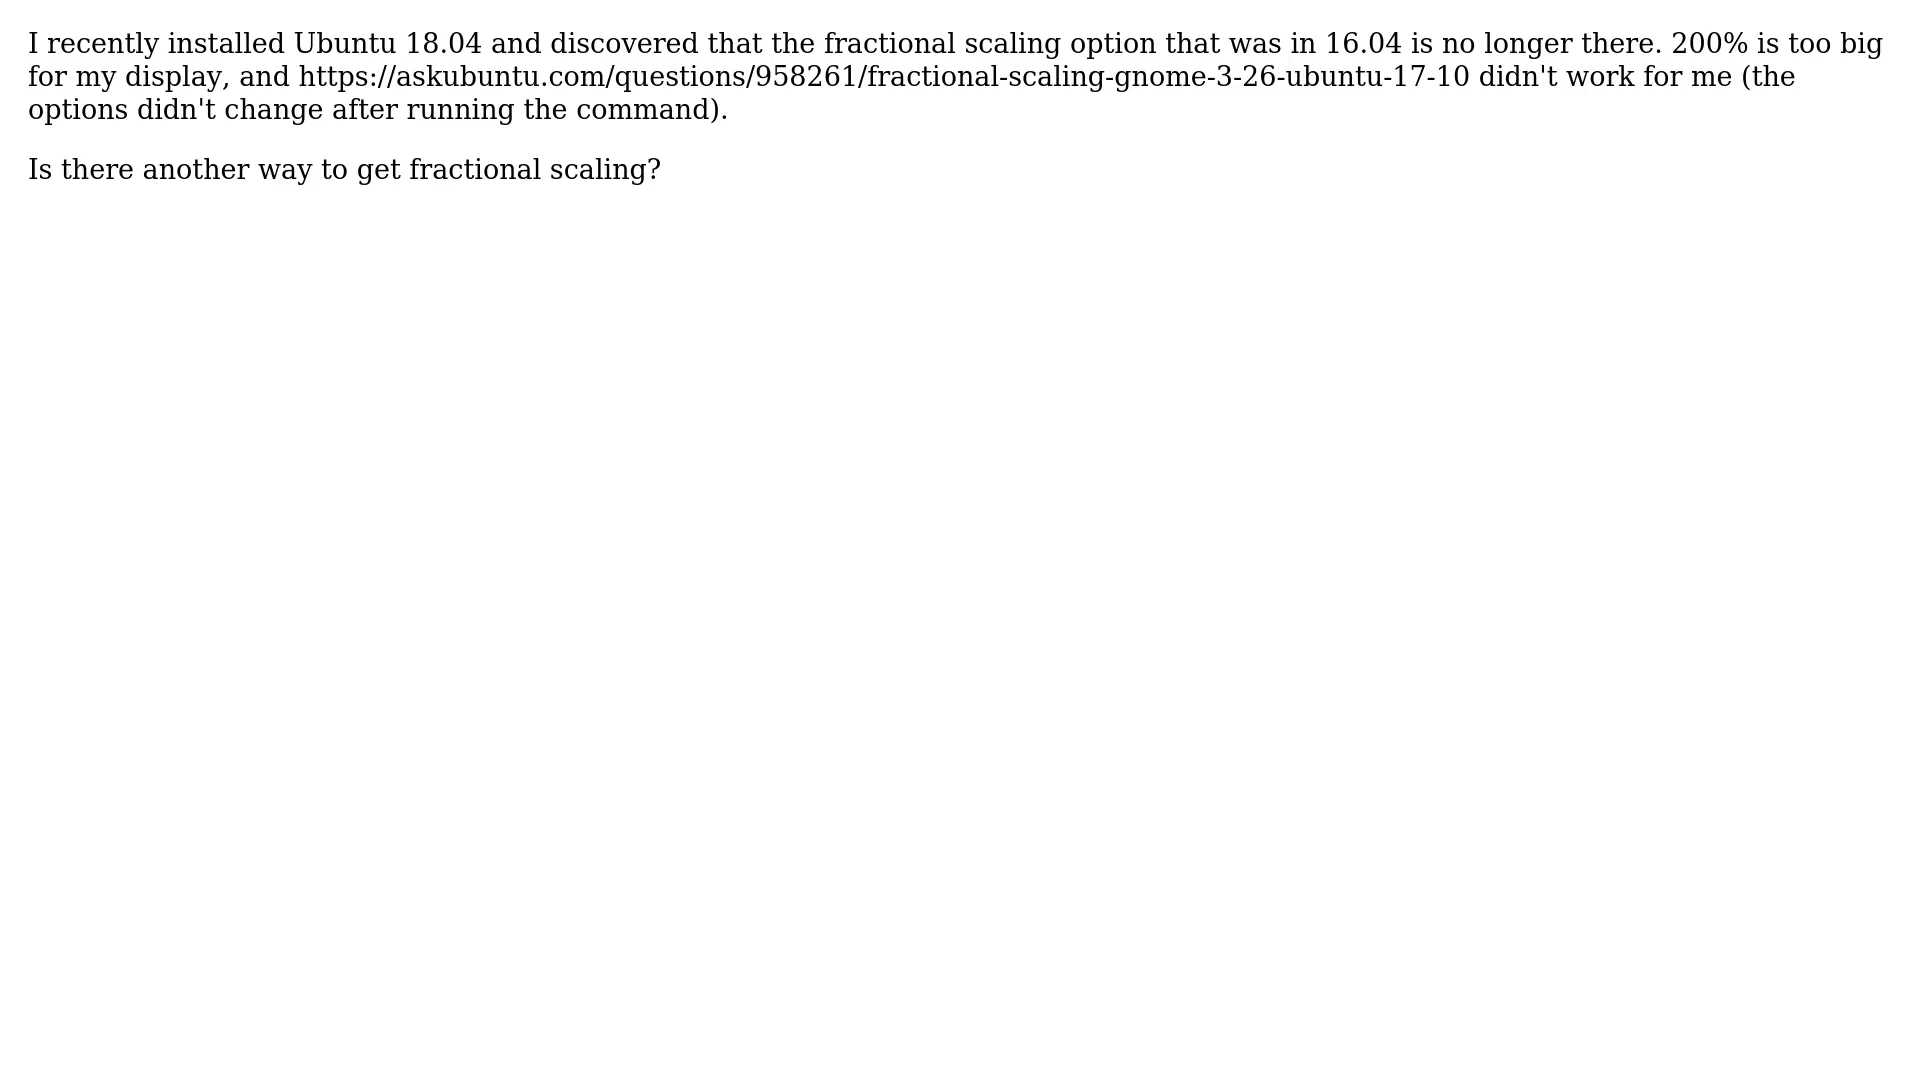 I recently installed Ubuntu 18.04 and discovered that the fractional scaling option that was in 16.04 is no longer there. 200% is too big
for my display, and https://askubuntu.com/questions/958261/fractional-scaling-gnome-3-26-ubuntu-17-10 didn't work for me (the
options didn't change after running the command).
Is there another way to get fractional scaling?